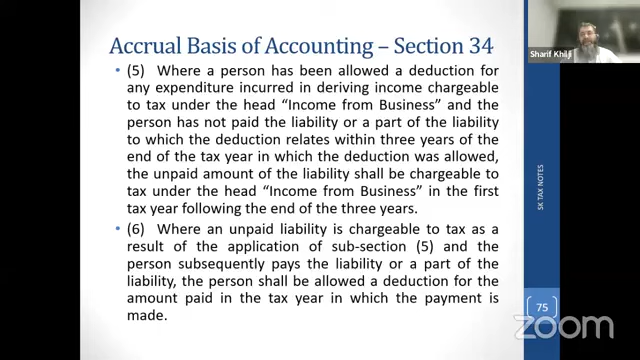 Accrual Basis of Accounting – Section 34
• (5) Where a person has been allowed a deduction for
any expenditure incurred in deriving income chargeable
to tax under the head “Income from Business” and the
person has not paid the liability or a part of the liability
to which the deduction relates within three years of the
end of the tax year in which the deduction was allowed,
the unpaid amount of the liability shall be chargeable to
tax under the head “Income from Business” in the first
tax year following the end of the three years.
• (6) Where an unpaid liability is chargeable to tax as a
result of the application of sub-section (5) and the
person subsequently pays the liability or a part of the
liability, the person shall be allowed a deduction for the
amount paid in the tax year in which the payment is
made.
Sharif Khilji
SK TAX NOTES
75
zoom